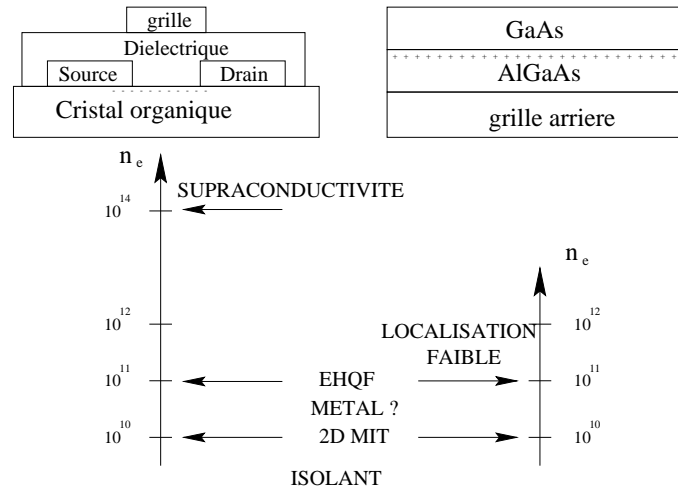 grille
Dielectrique
Source
Drain
Cristal organique
GaAs
AlGaAs
grille arriere
n e
10^14
SUPRACONDUCTIVITE
10^12
10^11
10^10
n e
10^12
LOCALISATION
FAIBLE
EHQF
10^11
METAL ?
2D MIT
10^10
ISOLANT